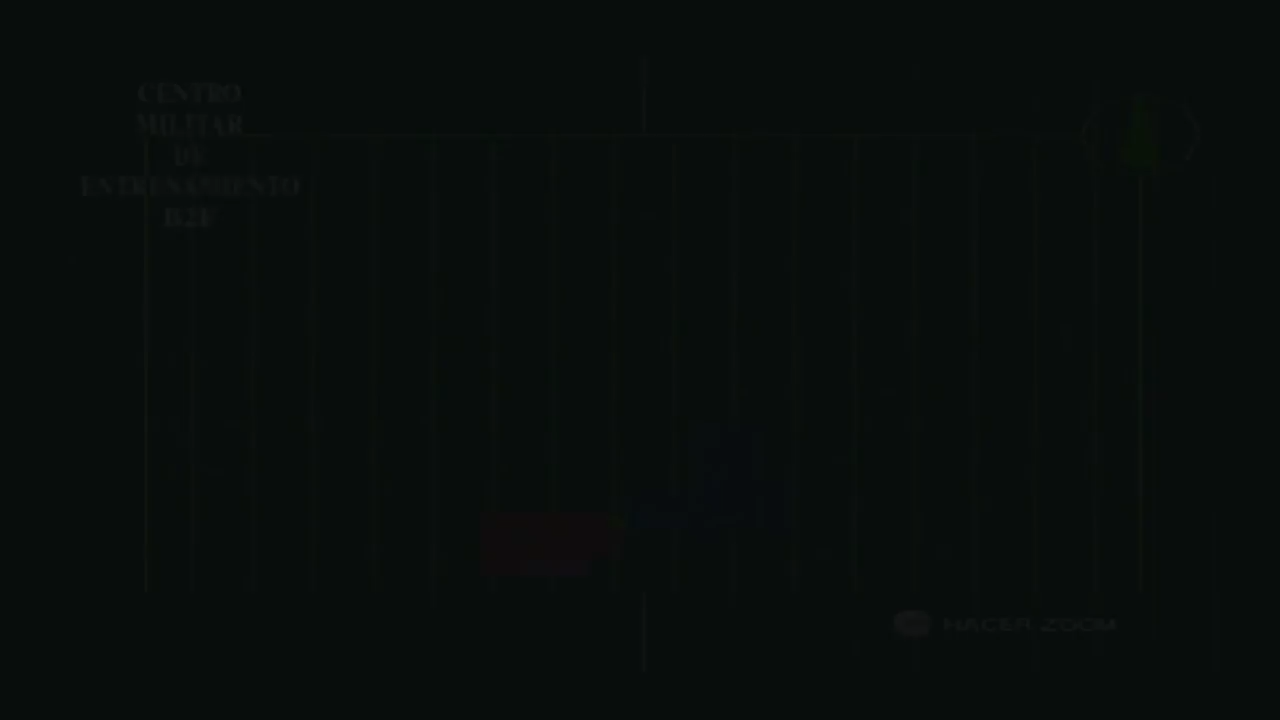 CENTRO
MILITAR
DE
ENTRENAMIENTO
B2F
HACER ZOOM